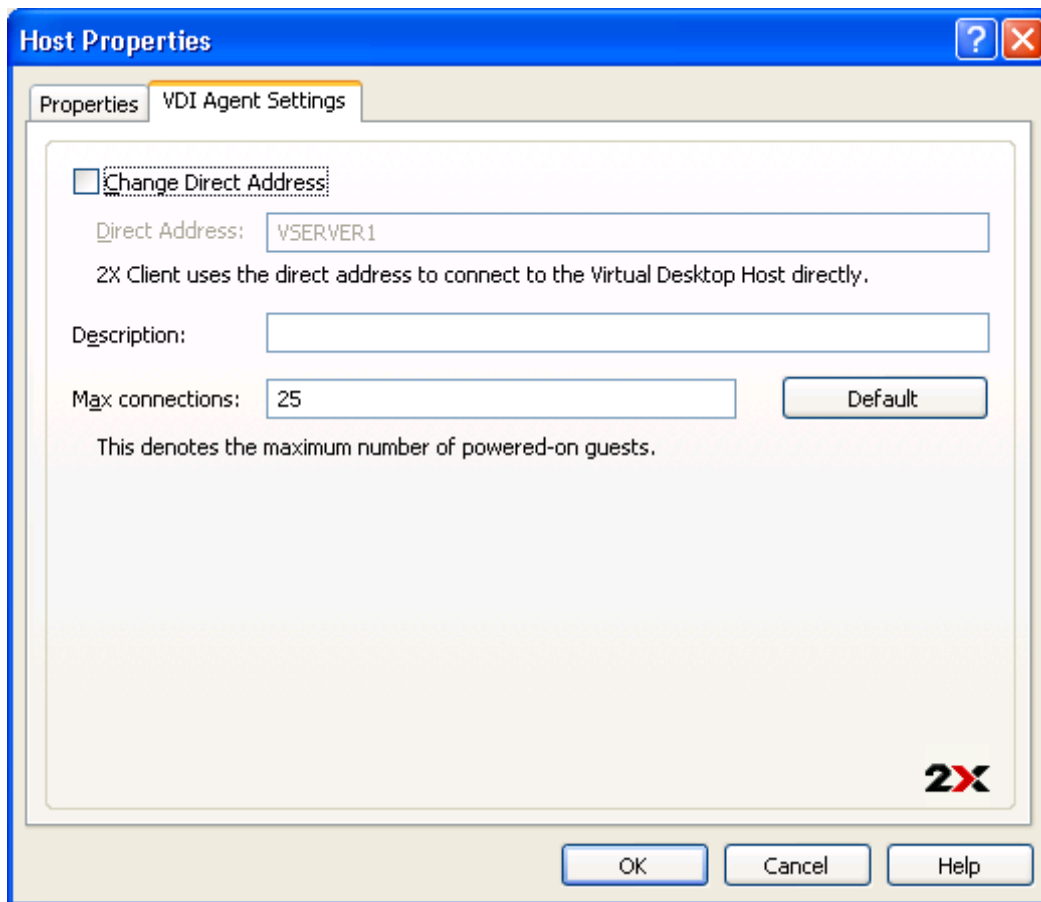 Host Properties
Properties
VDI Agent Settings
Change Direct Address
Direct Address: VSERVER1
2X Client uses the direct address to connect to the Virtual Desktop Host directly.
Description:
Max connections: 25 Default
This denotes the maximum number of powered-on guests.
2X
OK Cancel Help